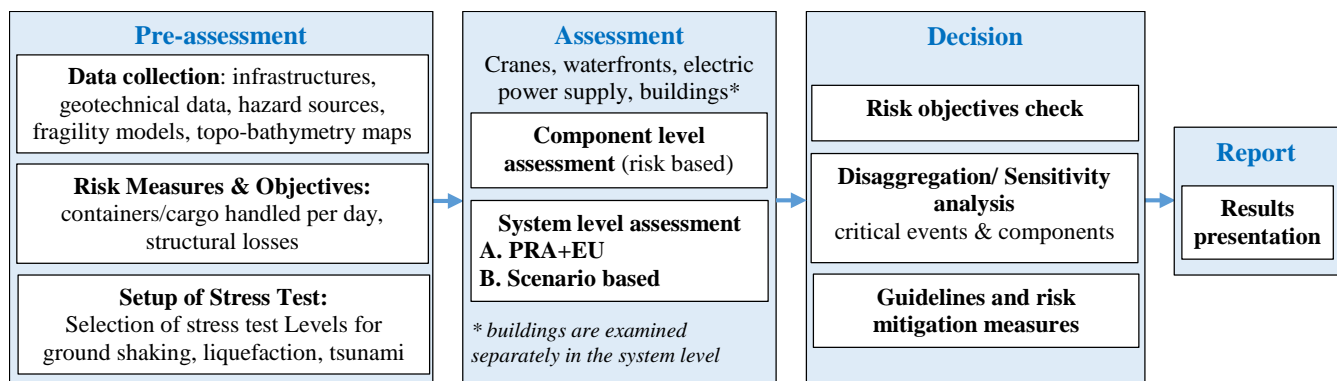 Pre-assessment
Data collection: infrastructures,
geotechnical data, hazard sources,
fragility models, topo-bathymetry maps
Risk Measures & Objectives:
containers/cargo handled per day,
structural losses
Setup of Stress Test:
Selection of stress test Levels for
ground shaking, liquefaction, tsunami
Assessment
Cranes, waterfronts, electric
power supply, buildings*
Component level
assessment (risk based)
System level assessment
A. PRA+EU
B. Scenario based
* buildings are examined
separately in the system level
Decision
Risk objectives check
Disaggregation/ Sensitivity
analysis
critical events & components
Guidelines and risk
mitigation measures
Report
Results
presentation